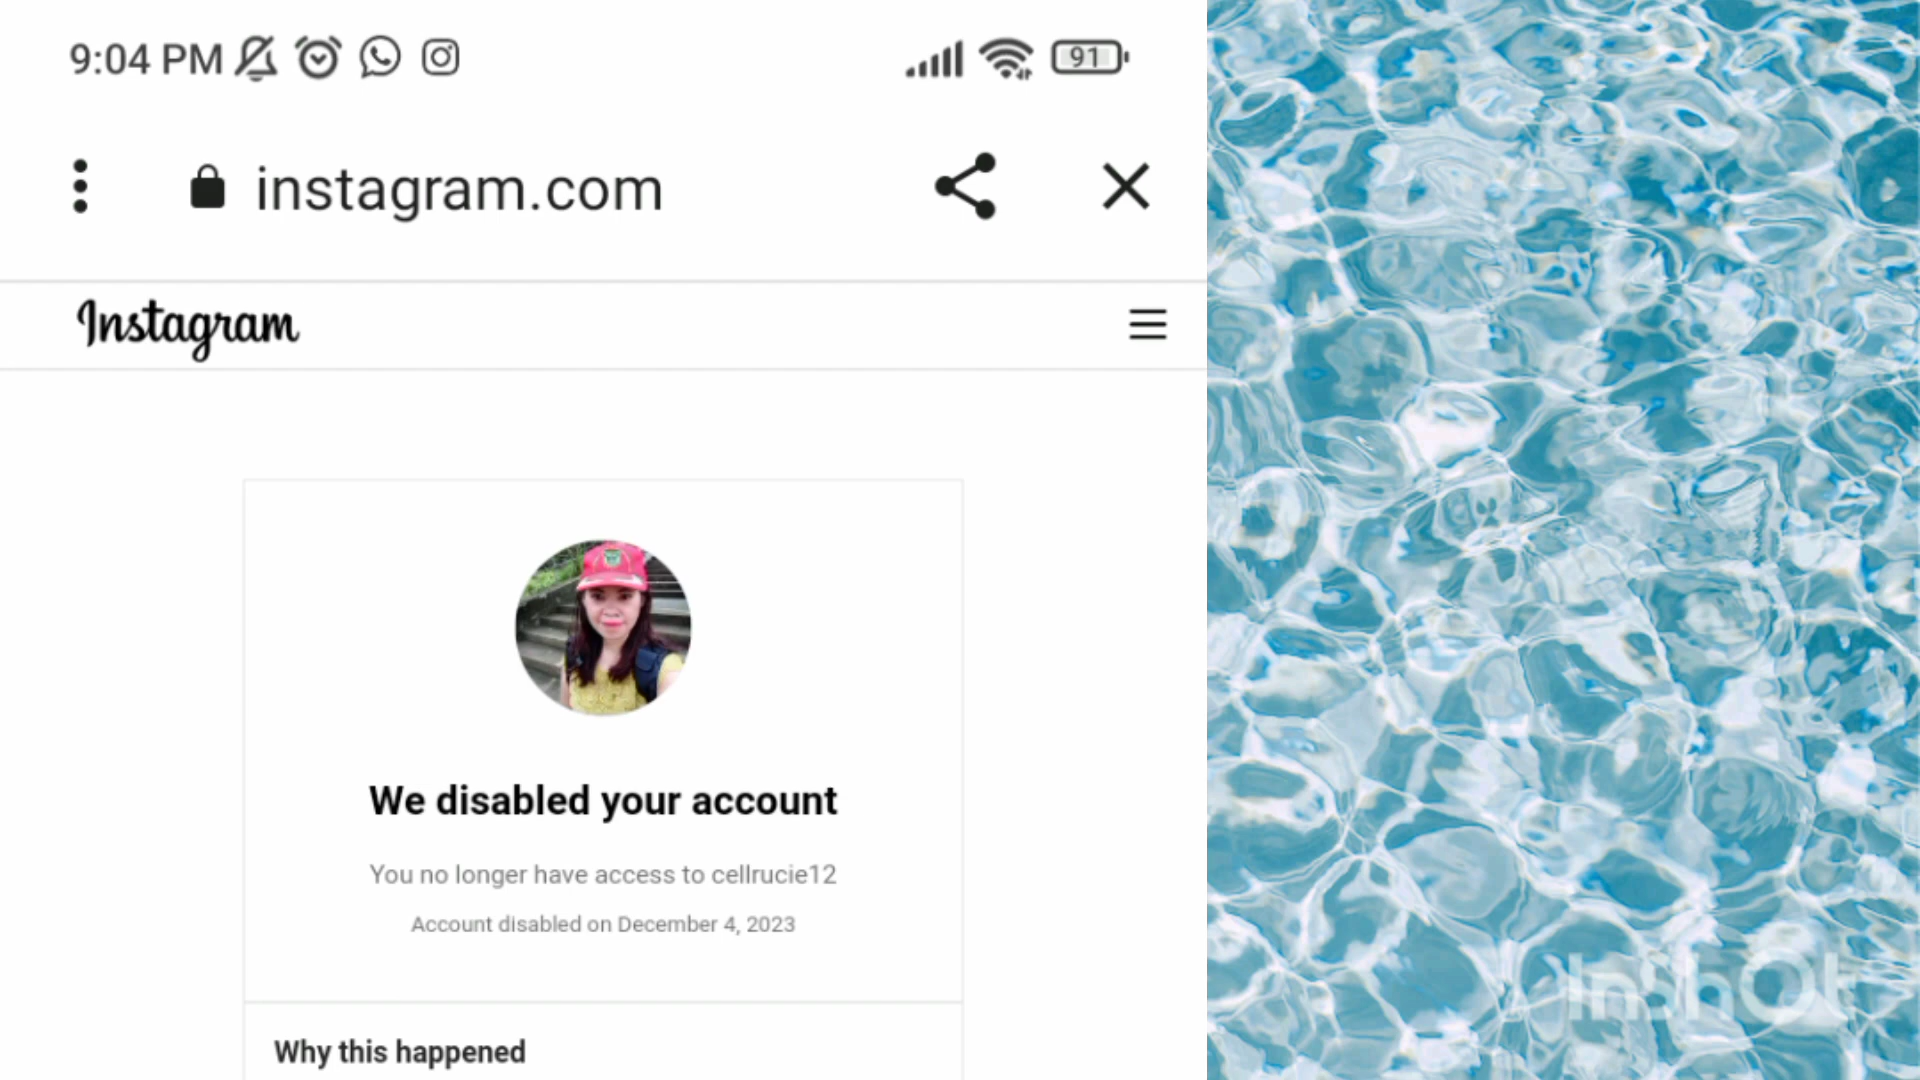 9:04 PM
91
instagram.com
Instagram
We disabled your account
You no longer have access to cellrucie12
Account disabled on December 4, 2023
Why this happened
InShOt